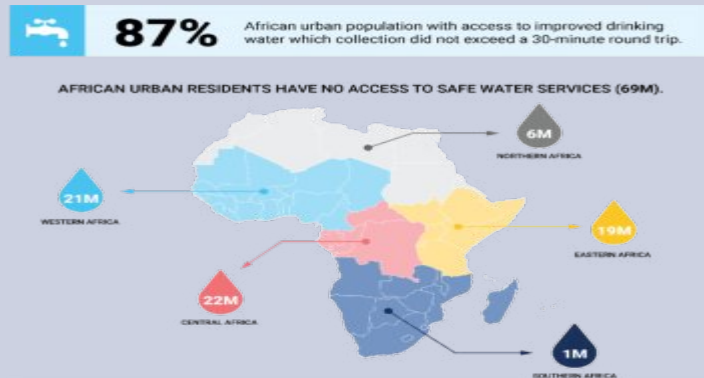 87%
African urban population with access to improved drinking
water which collection did not exceed a 30-minute round trip.
AFRICAN URBAN RESIDENTS HAVE NO ACCESS TO SAFE WATER SERVICES (69M).
6M
NORTHERN AFRICA
21M
WESTERN AFRICA
19M
EASTERN AFRICA
22M
CENTRAL AFRICA
1M
SOUTHERN AFRICA